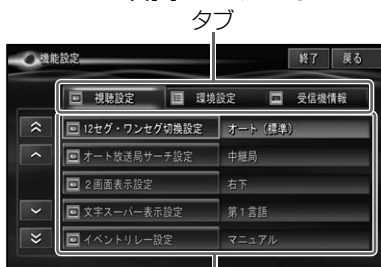 タブ
機能設定 終了 戻る
視聴設定 環境設定 受信機情報
12セグ・ワンセグ切換設定 オート（標準）
オート放送局サーチ設定 中継局
２画面表示設定 右下
文字スーパー表示設定 第１言語
イベントリレー設定 マニュアル